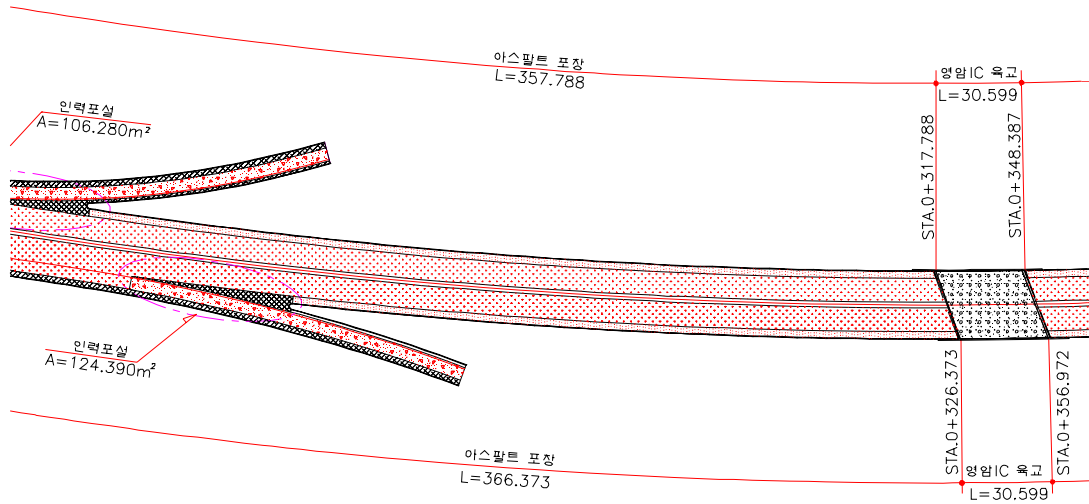 아스팔트 포장
L=357.788
영암IC 육교
L=30.599
인력포설
A=106.280m²
STA.0+317.788
STA.0+348.387
인력포설
A=124.390m²
STA.0+326.373
STA.0+356.972
아스팔트 포장
L=366.373
영암IC 육교
L=30.599